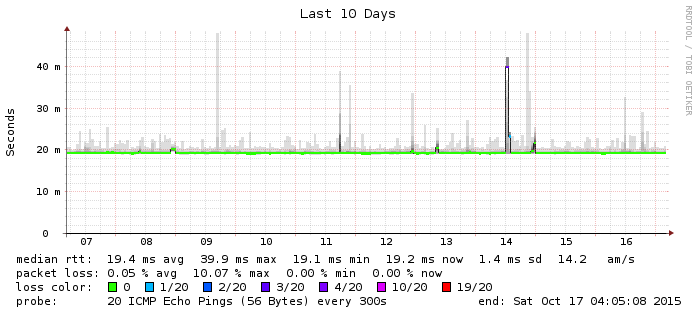 Last 10 Days
RRDTOOL / TOBI OETIKER
Seconds
40 m
30 m
20 m
10 m
0
07 08 09 10 11 12 13 14 15 16
median rtt: 19.4 ms avg 39.9 ms max 19.1 ms min 19.2 ms now 1.4 ms sd 14.2 am/s
packet loss: 0.05 % avg 10.07 % max 0.00 % min 0.00 % now
loss color: 0 1/20 2/20 3/20 4/20 10/20 19/20
probe: 20 ICMP Echo Pings (56 Bytes) every 300s end: Sat Oct 17 04:05:08 2015